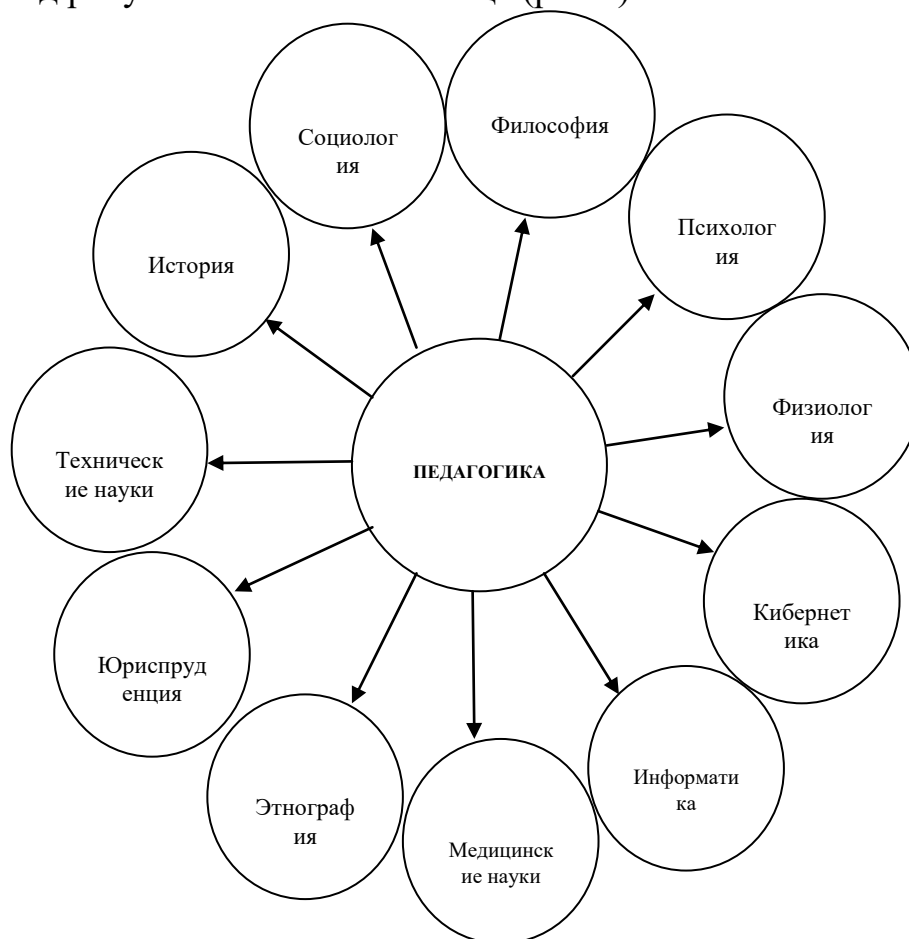 Социолог
ия
Философия
Психолог
ия
История
Физиолог
ия
Техническ
ие науки
ПЕДАГОГИКА
Кибернет
ика
Юриспруд
енция
Информати
ка
Этнограф
ия
Медицинск
ие науки